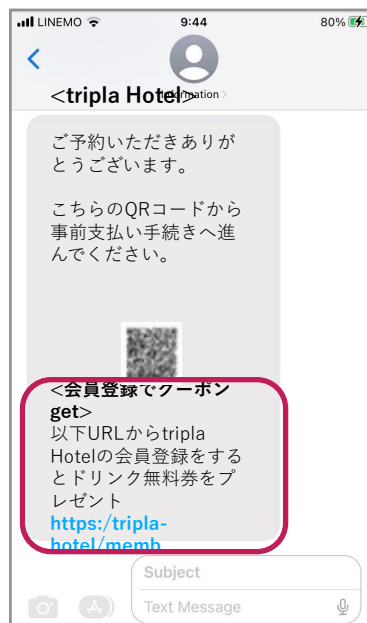 LINEMO 9:44 80%
<tripla Hotel>
ご予約いただきありが
とうございます。
こちらのQRコードから
事前支払い手続きへ進
んでください。
<会員登録でクーポン
get>
以下URLからtripla
Hotelの会員登録をする
とドリンク無料券をプ
レゼント
https:/tripla-
hotel/memb
Subject
Text Message